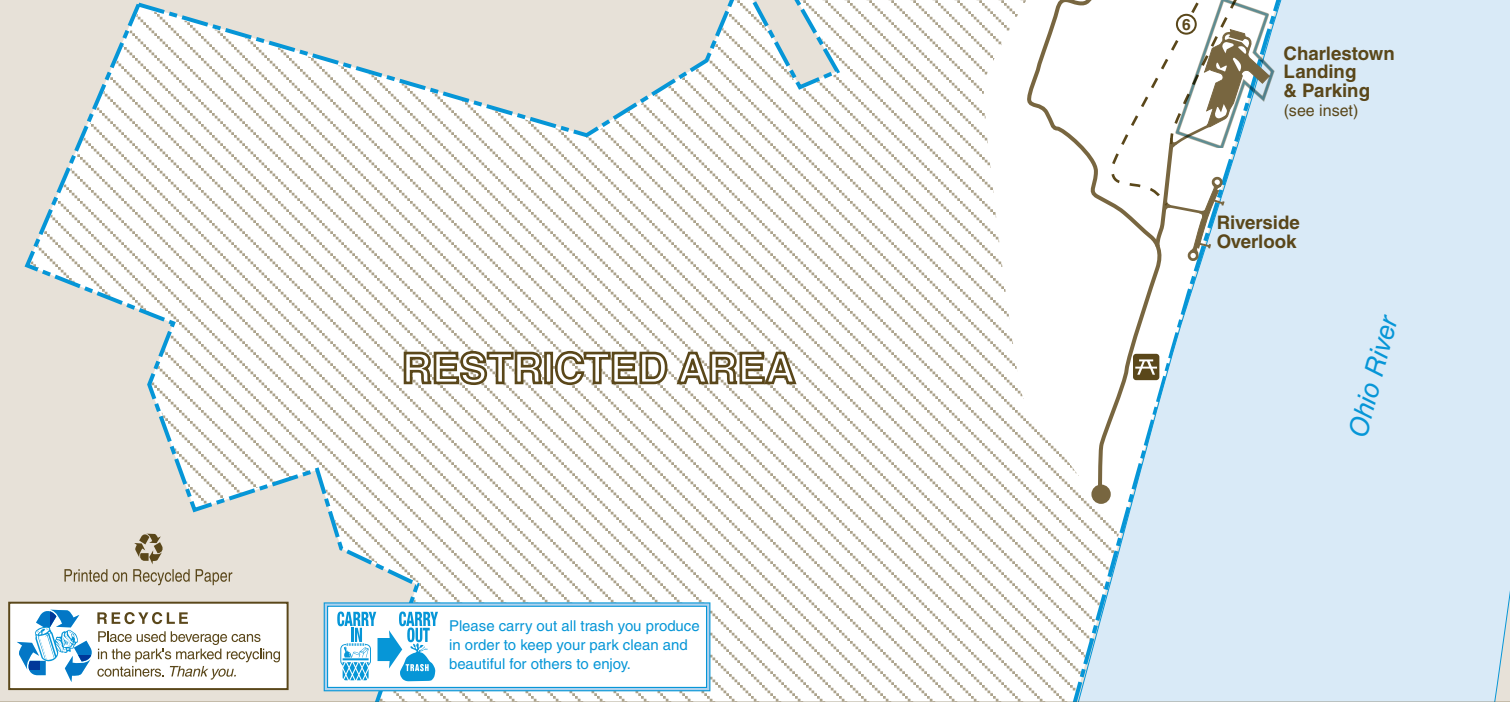 6
Charlestown
Landing
& Parking
(see inset)
Riverside
Overlook
RESTRICTED AREA
Ohio River
Printed on Recycled Paper
RECYCLE
Place used beverage cans
in the park's marked recycling
containers. Thank you.
CARRY
IN
CARRY
OUT
TRASH
Please carry out all trash you produce
in order to keep your park clean and
beautiful for others to enjoy.